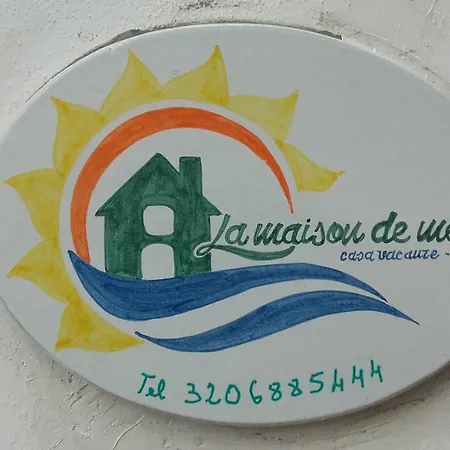 La maison de me
casa vacanze -
Tel 3206885444